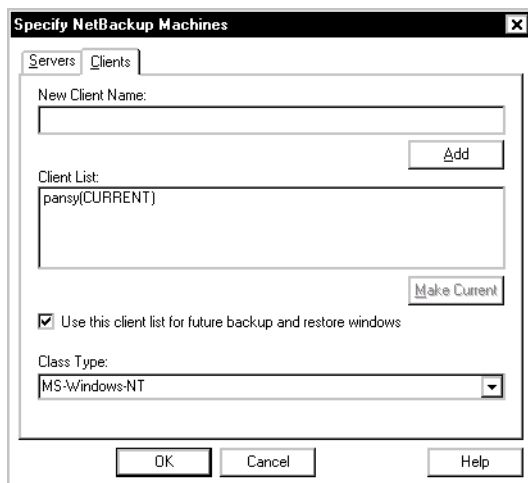 Specify NetBackup Machines
Servers Clients
New Client Name:
Add
Client List:
pansy(CURRENT)
Make Current
Use this client list for future backup and restore windows
Class Type:
MS-Windows-NT
OK Cancel Help